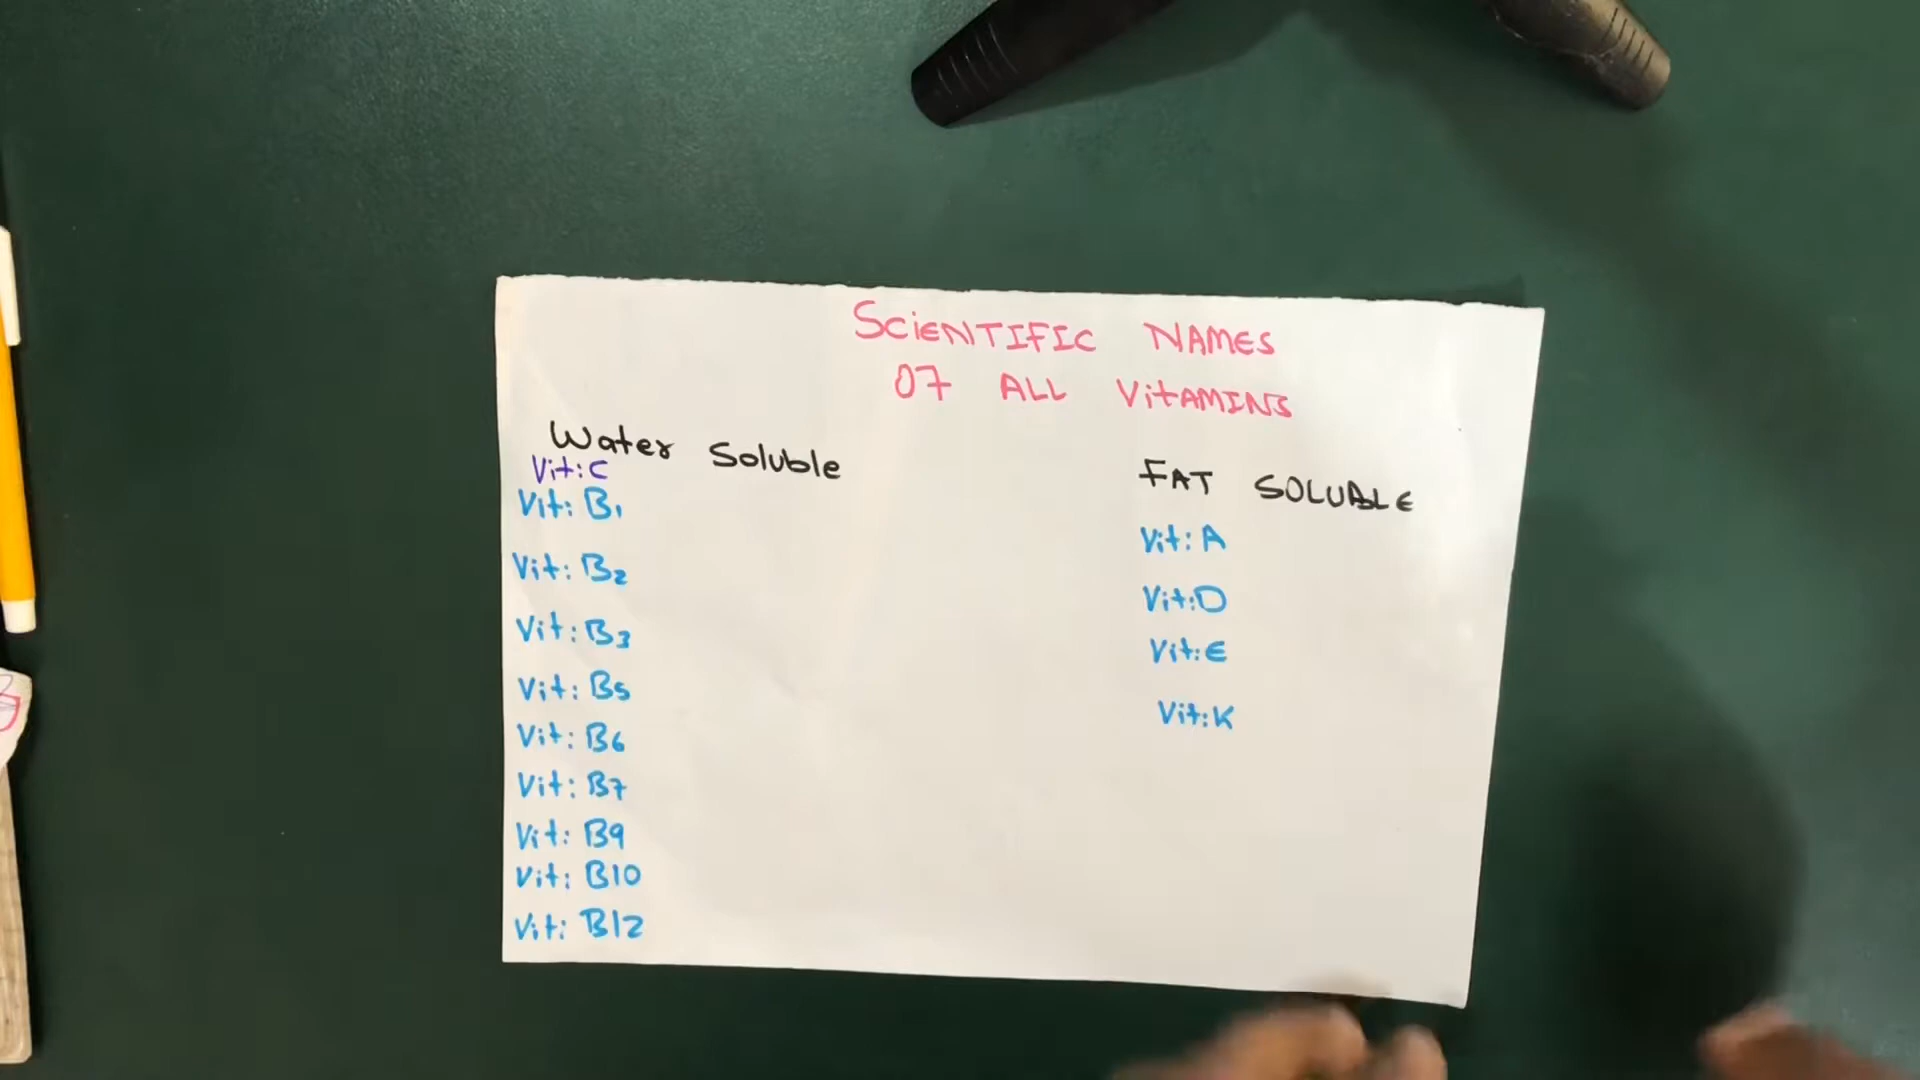 SCiENTIFIC NAMES
07 ALL VitAMINS
Water Soluble
Vit: C
Vit: B1
Vit: B2
Vit: B3
Vit: B5
Vit: B6
Vit: B7
Vit: B9
Vit: B10
Vit: B12
FAT SOLUBLE
Vit: A
Vit: D
Vit: E
Vit: K